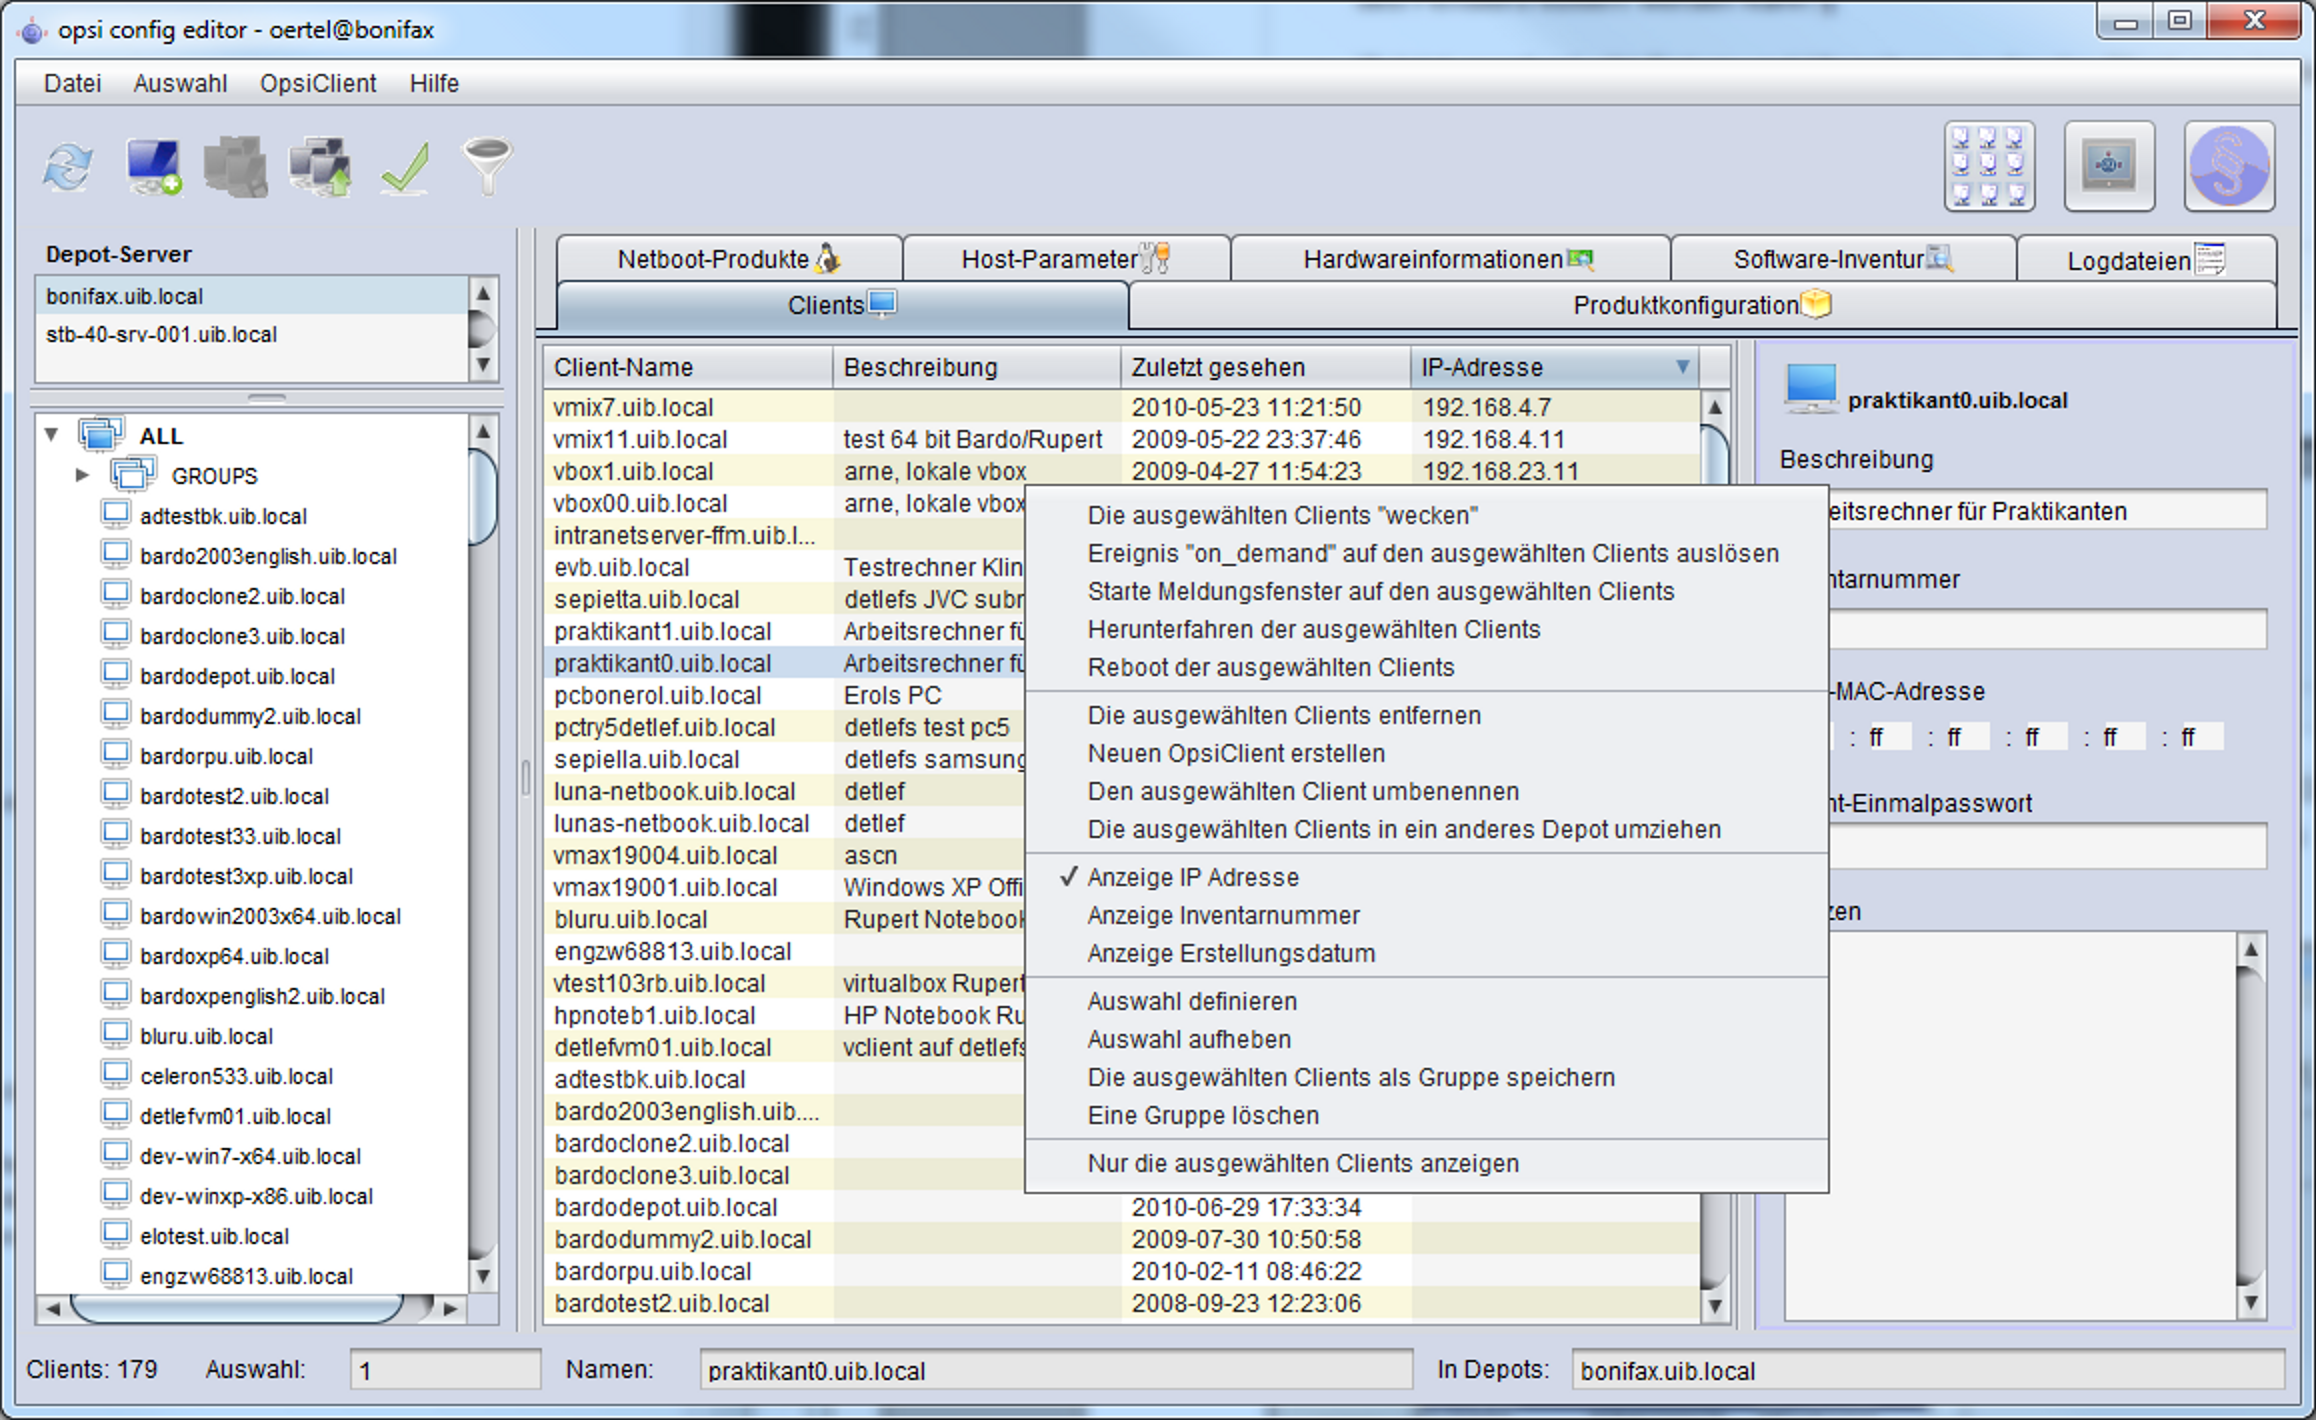 opsi config editor - oertel@bonifax
Datei Auswahl OpsiClient Hilfe
Depot-Server
bonifax.uib.local
stb-40-srv-001.uib.local
ALL
GROUPS
adtestbk.uib.local
bardo2003english.uib.local
bardoclone2.uib.local
bardoclone3.uib.local
bardodepot.uib.local
bardodummy2.uib.local
bardorpu.uib.local
bardotest2.uib.local
bardotest33.uib.local
bardotest3xp.uib.local
bardowin2003x64.uib.local
bardoxp64.uib.local
bardoxpenglish2.uib.local
bluru.uib.local
celeron533.uib.local
detlefvm01.uib.local
dev-win7-x64.uib.local
dev-winxp-x86.uib.local
elotest.uib.local
engzw68813.uib.local
Netboot-Produkte Host-Parameter Hardwareinformationen Software-Inventur Logdateien
Clients Produktkonfiguration
Client-Name Beschreibung Zuletzt gesehen IP-Adresse
vmix7.uib.local 2010-05-23 11:21:50 192.168.4.7
vmix11.uib.local test 64 bit Bardo/Rupert 2009-05-22 23:37:46 192.168.4.11
vbox1.uib.local arne, lokale vbox 2009-04-27 11:54:23 192.168.23.11
vbox00.uib.local arne, lokale vbox
intranetserver-ffm.uib.l...
evb.uib.local Testrechner Klin
sepietta.uib.local detlefs JVC subn
praktikant1.uib.local Arbeitsrechner fü
praktikant0.uib.local Arbeitsrechner fü
pcbonerol.uib.local Erols PC
pctry5detlef.uib.local detlefs test pc5
sepiella.uib.local detlefs samsung
luna-netbook.uib.local detlef
lunas-netbook.uib.local detlef
vmax19004.uib.local ascn
vmax19001.uib.local Windows XP Offi
bluru.uib.local Rupert Notebook
engzw68813.uib.local
vtest103rb.uib.local virtualbox Rupert
hpnoteb1.uib.local HP Notebook Ru
detlefvm01.uib.local vclient auf detlefs
adtestbk.uib.local
bardo2003english.uib....
bardoclone2.uib.local
bardoclone3.uib.local
bardodepot.uib.local 2010-06-29 17:33:34
bardodummy2.uib.local 2009-07-30 10:50:58
bardorpu.uib.local 2010-02-11 08:46:22
bardotest2.uib.local 2008-09-23 12:23:06
Die ausgewählten Clients "wecken"
Ereignis "on_demand" auf den ausgewählten Clients auslösen
Starte Meldungsfenster auf den ausgewählten Clients
Herunterfahren der ausgewählten Clients
Reboot der ausgewählten Clients
Die ausgewählten Clients entfernen
Neuen OpsiClient erstellen
Den ausgewählten Client umbenennen
Die ausgewählten Clients in ein anderes Depot umziehen
✓ Anzeige IP Adresse
Anzeige Inventarnummer
Anzeige Erstellungsdatum
Auswahl definieren
Auswahl aufheben
Die ausgewählten Clients als Gruppe speichern
Eine Gruppe löschen
Nur die ausgewählten Clients anzeigen
praktikant0.uib.local
Beschreibung
eitsrechner für Praktikanten
ntarnummer
-MAC-Adresse
: ff : ff : ff : ff : ff
nt-Einmalpasswort
zen
Clients: 179 Auswahl: 1 Namen: praktikant0.uib.local In Depots: bonifax.uib.local